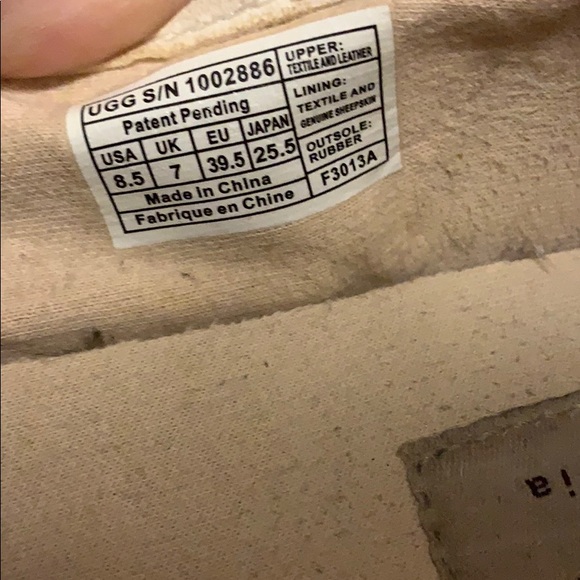 UGG S/N 1002886
Patent Pending
USA UK EU JAPAN
8.5 7 39.5 25.5
Made In China
Fabrique en Chine
UPPER:
TEXTILE AND LEATHER
LINING:
TEXTILE AND
GENUINE SHEEPSKIN
OUTSOLE:
RUBBER
F3013A